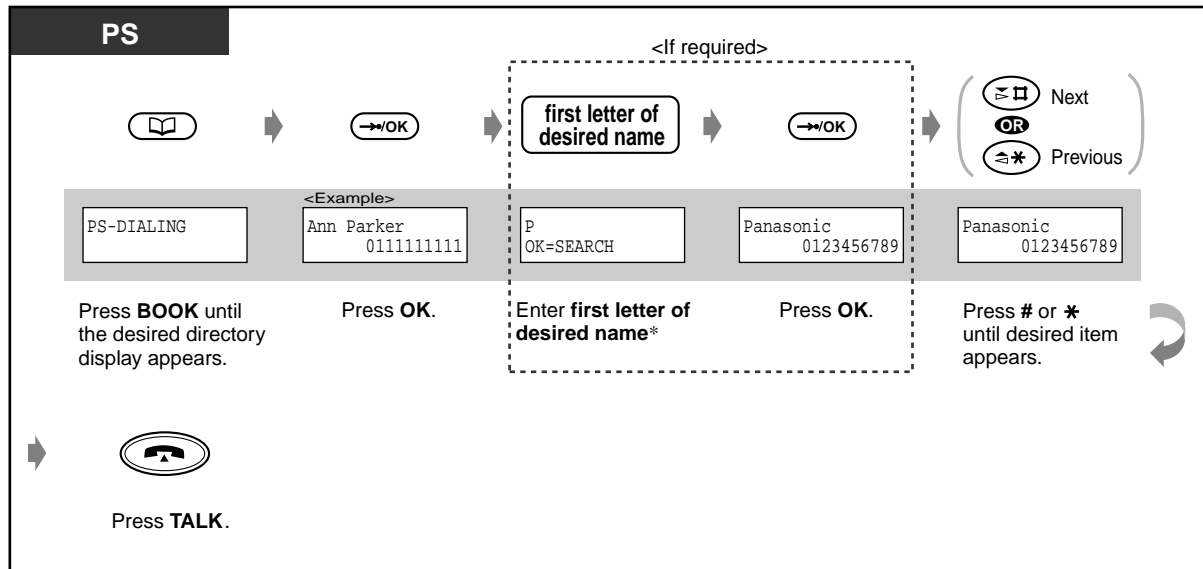 PS
<If required>
→/OK
first letter of
desired name
→/OK
# Next
OR
* Previous
<Example>
PS-DIALING
Ann Parker
0111111111
P
OK=SEARCH
Panasonic
0123456789
Panasonic
0123456789
Press BOOK until
the desired directory
display appears.
Press OK.
Enter first letter of
desired name*
Press OK.
Press # or *
until desired item
appears.
Press TALK.